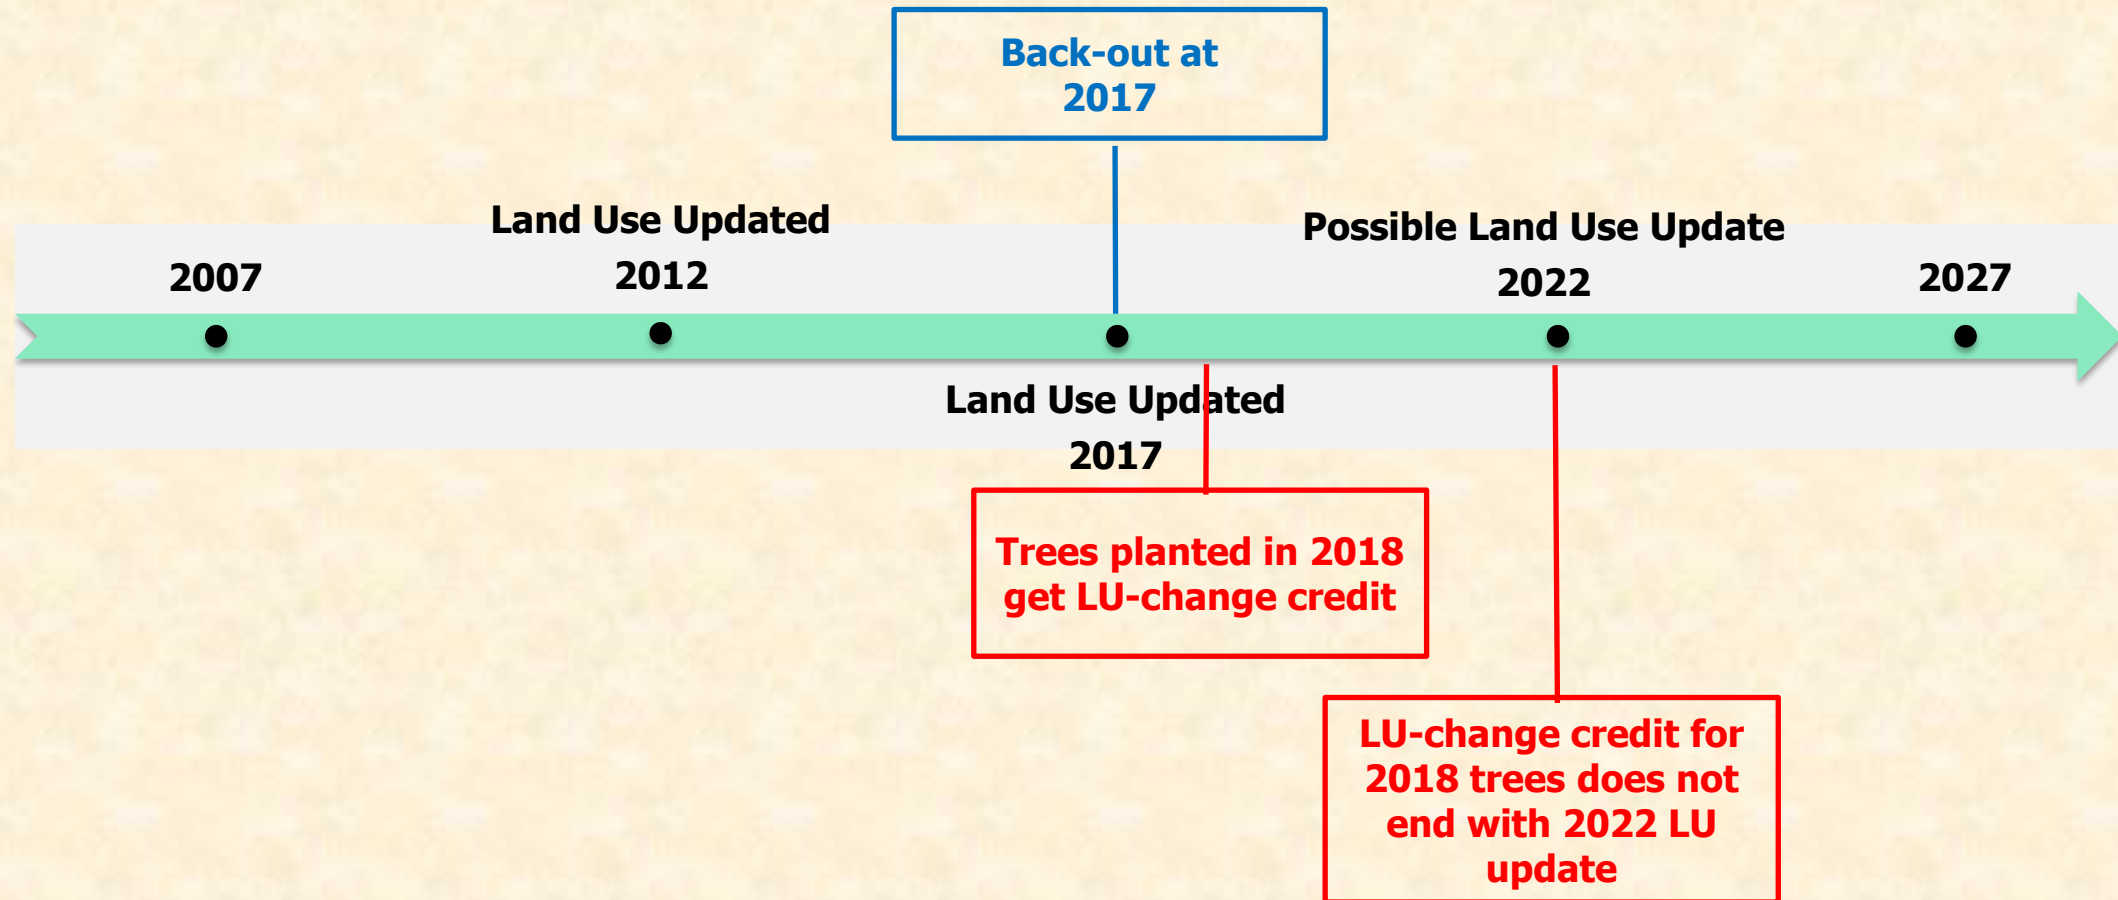 Back-out at
2017
Land Use Updated
2012
Possible Land Use Update
2022
2007
2027
Land Use Updated
2017
Trees planted in 2018
get LU-change credit
LU-change credit for
2018 trees does not
end with 2022 LU
update